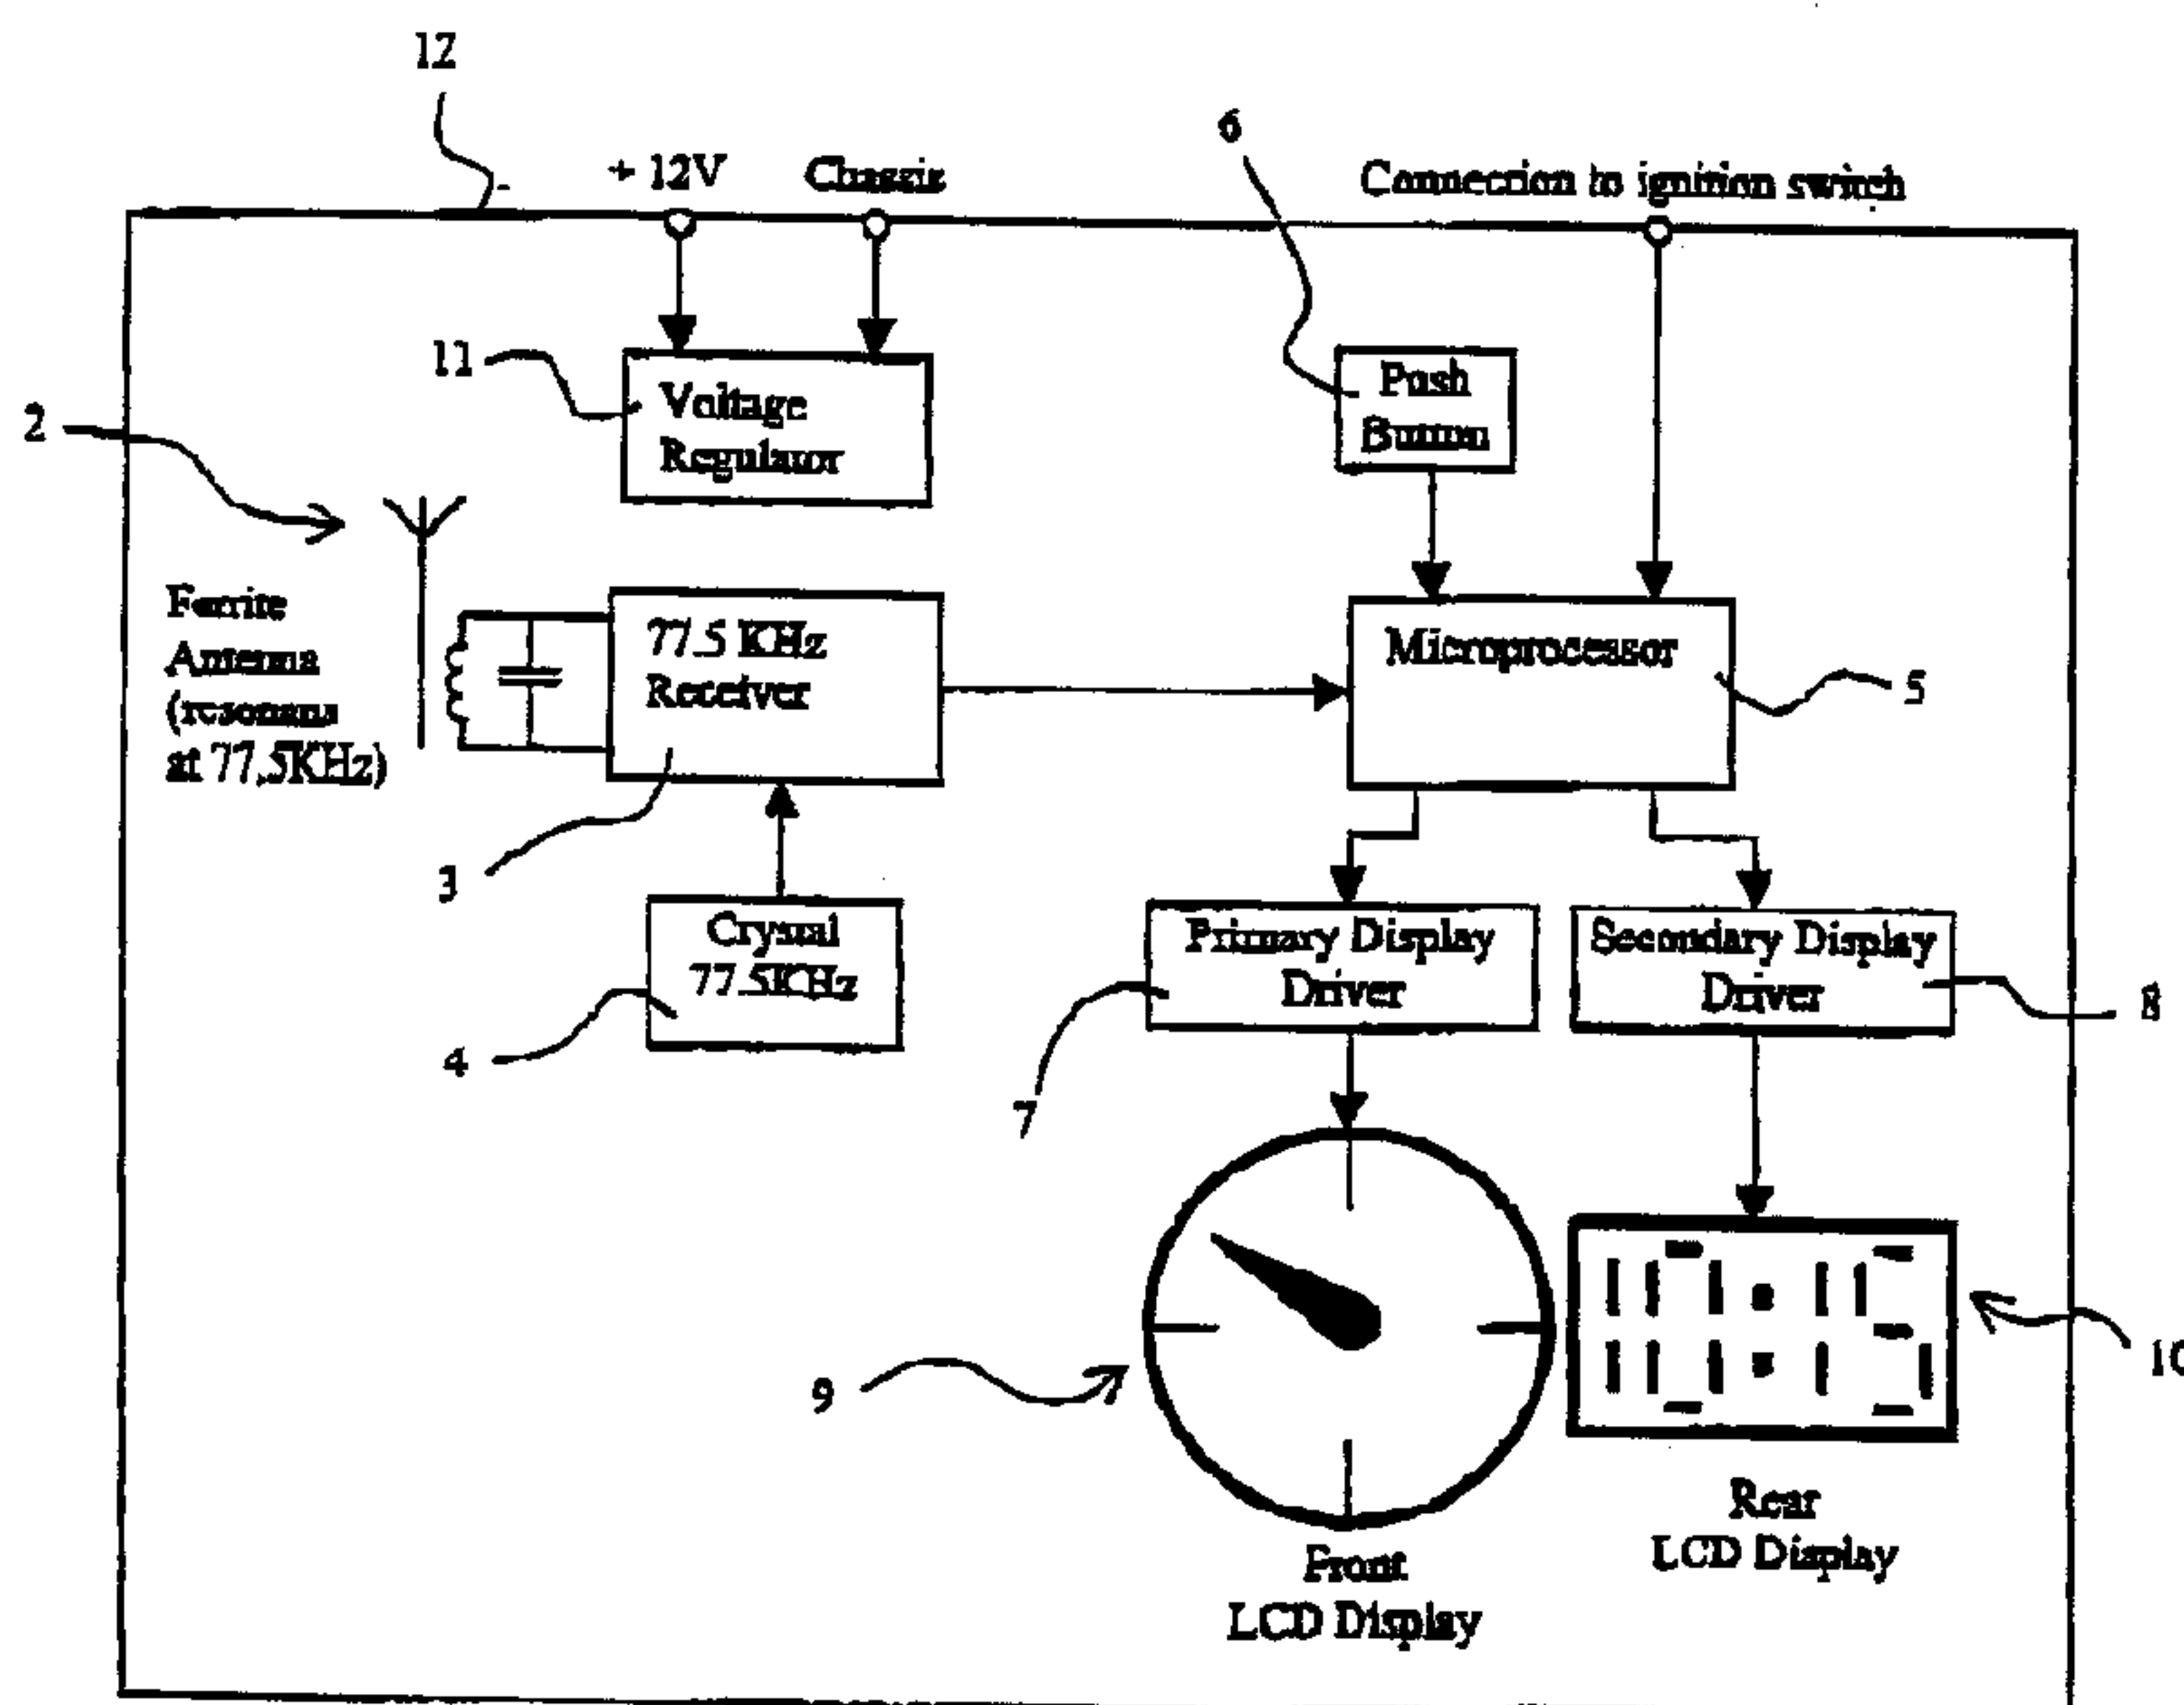 12
+ 12V
Chassis
6
Connection to ignition switch
11
Voltage
Regulator
Push
Button
2
Ferrite
Antenna
(resonans
at 77,5KHz)
77.5 KHz
Receiver
Microprocessor
5
3
Crystal
77.5KHz
4
Primary Display
Driver
Secondary Display
Driver
7
8
9
10
Front
LCD Display
Rear
LCD Display